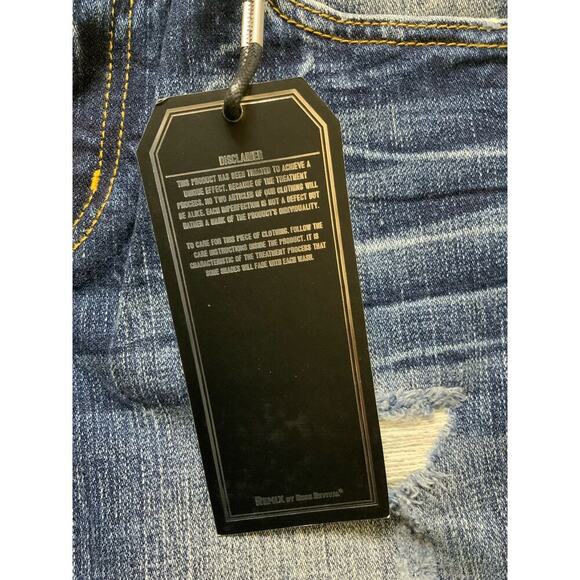 DISCLAIMER
THIS PRODUCT HAS BEEN TREATED TO ACHIEVE A
UNIQUE EFFECT. BECAUSE OF THE TREATMENT
PROCESS, NO TWO ARTICLES OF OUR CLOTHING WILL
BE ALIKE. EACH IMPERFECTION IS NOT A DEFECT BUT
RATHER A MARK OF THE PRODUCT'S INDIVIDUALITY.
TO CARE FOR THIS PIECE OF CLOTHING, FOLLOW THE
CARE INSTRUCTIONS INSIDE THE PRODUCT. IT IS
CHARACTERISTIC OF THE TREATMENT PROCESS THAT
SOME SHADES WILL FADE WITH EACH WASH.
REMIX BY ROCK REVIVAL®